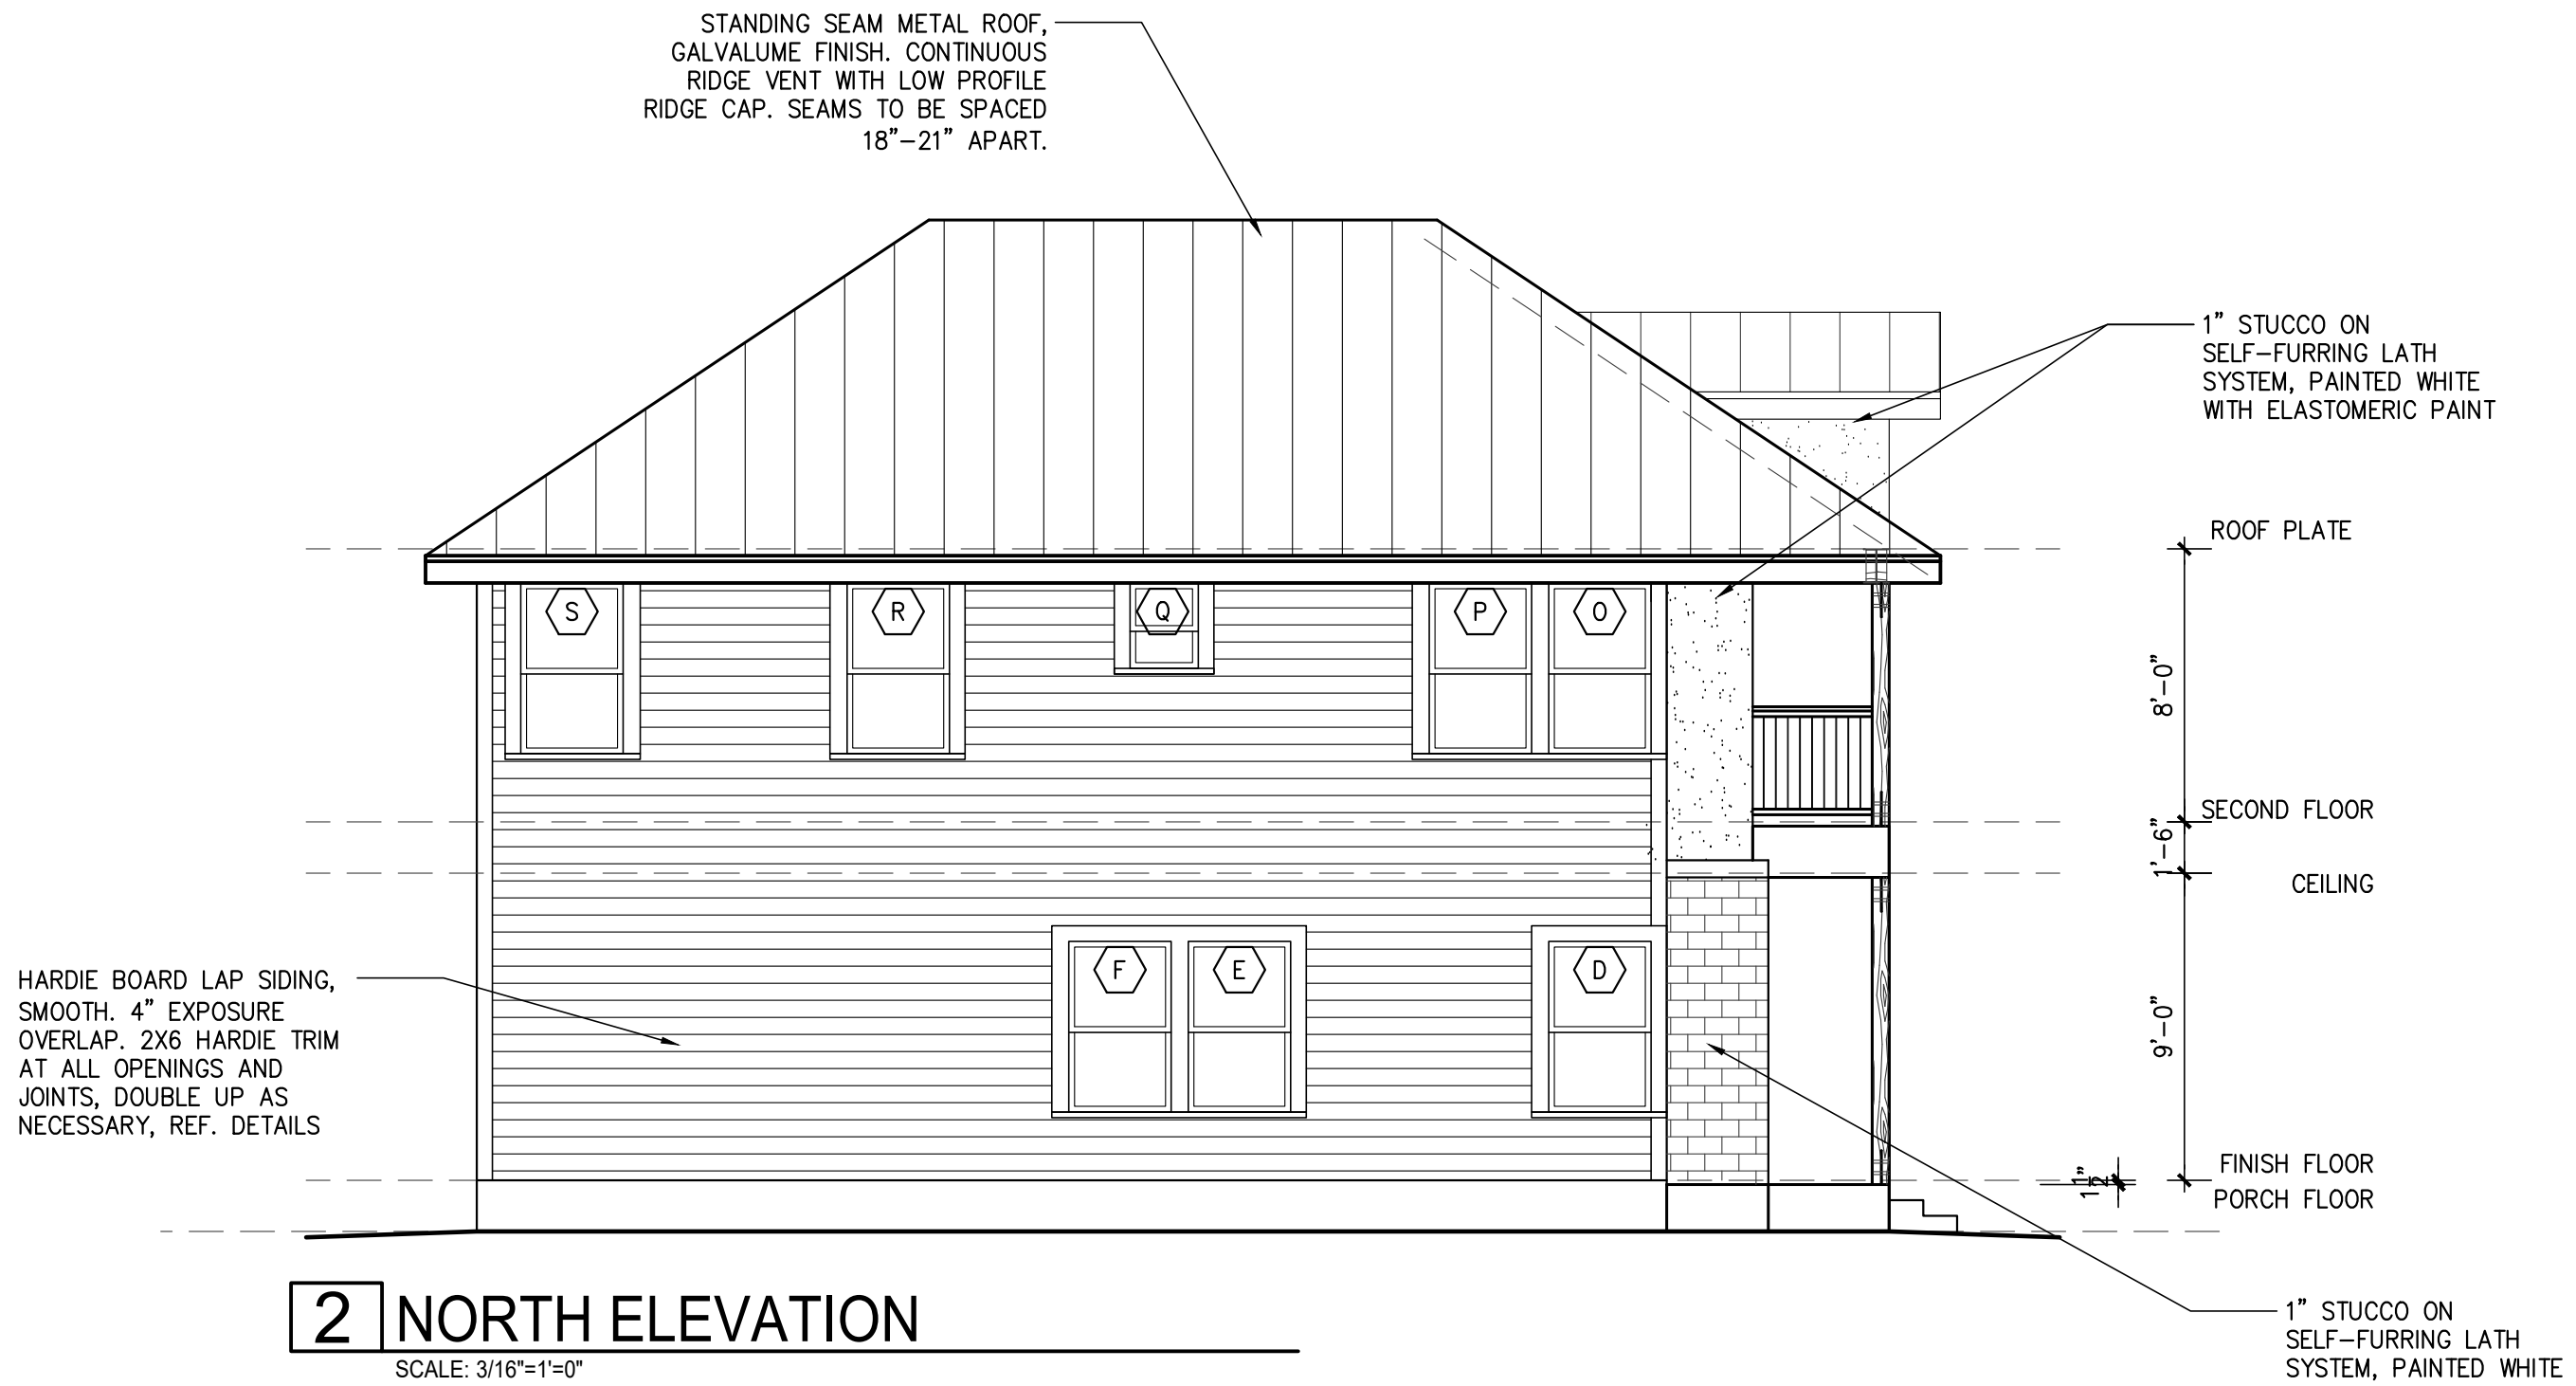 STANDING SEAM METAL ROOF,
GALVALUME FINISH. CONTINUOUS
RIDGE VENT WITH LOW PROFILE
RIDGE CAP. SEAMS TO BE SPACED
18”-21” APART.
1” STUCCO ON
SELF-FURRING LATH
SYSTEM, PAINTED WHITE
WITH ELASTOMERIC PAINT
ROOF PLATE
S
R
Q
P
O
8’-0”
SECOND FLOOR
1’-6”
CEILING
HARDIE BOARD LAP SIDING,
SMOOTH. 4” EXPOSURE
OVERLAP. 2X6 HARDIE TRIM
AT ALL OPENINGS AND
JOINTS, DOUBLE UP AS
NECESSARY, REF. DETAILS
F
E
D
9’-0”
FINISH FLOOR
1 1/2”
PORCH FLOOR
2 NORTH ELEVATION
SCALE: 3/16"=1'=0"
1” STUCCO ON
SELF-FURRING LATH
SYSTEM, PAINTED WHITE